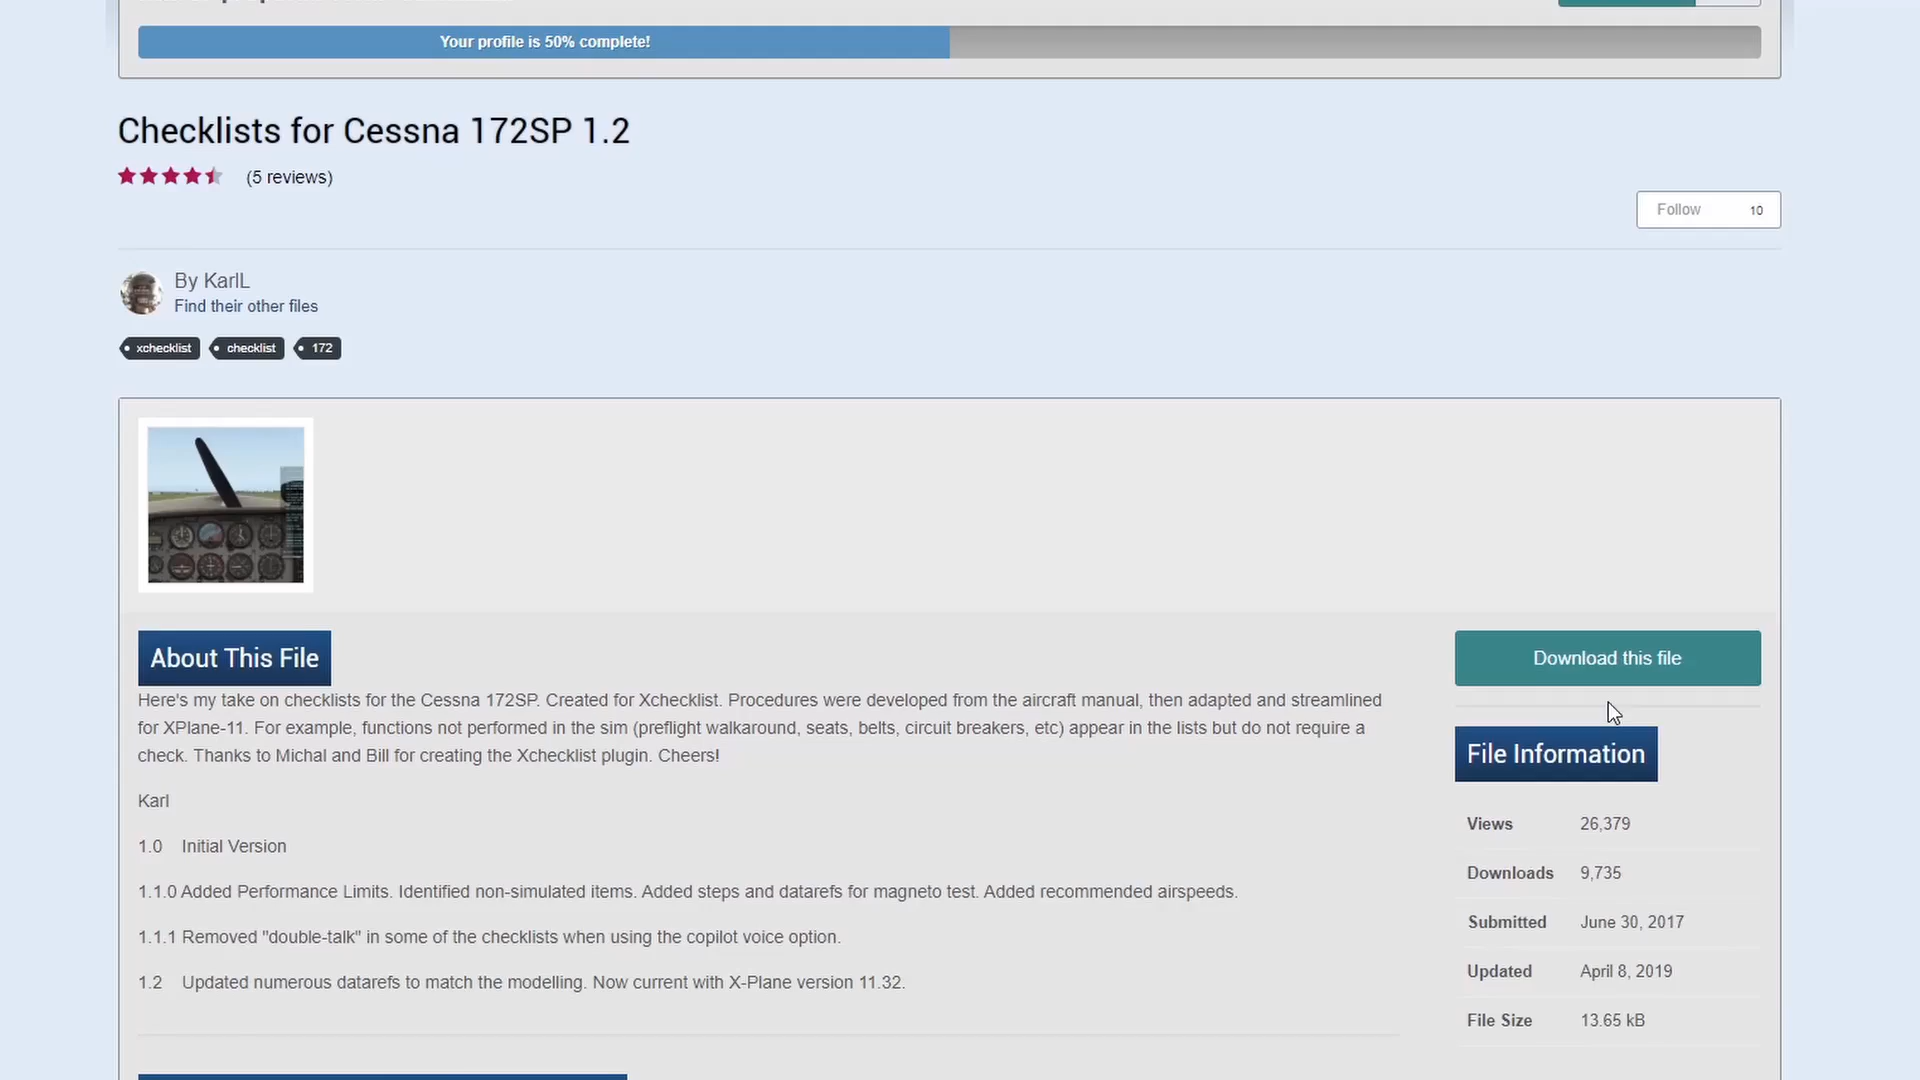 Your profile is 50% complete!
Checklists for Cessna 172SP 1.2
(5 reviews)
Follow 10
By KarlL
Find their other files
xchecklist checklist 172
About This File
Download this file
Here's my take on checklists for the Cessna 172SP. Created for Xchecklist. Procedures were developed from the aircraft manual, then adapted and streamlined
for XPlane-11. For example, functions not performed in the sim (preflight walkaround, seats, belts, circuit breakers, etc) appear in the lists but do not require a
check. Thanks to Michal and Bill for creating the Xchecklist plugin. Cheers!
Karl
1.0 Initial Version
1.1.0 Added Performance Limits. Identified non-simulated items. Added steps and datarefs for magneto test. Added recommended airspeeds.
1.1.1 Removed "double-talk" in some of the checklists when using the copilot voice option.
1.2 Updated numerous datarefs to match the modelling. Now current with X-Plane version 11.32.
File Information
Views 26,379
Downloads 9,735
Submitted June 30, 2017
Updated April 8, 2019
File Size 13.65 kB